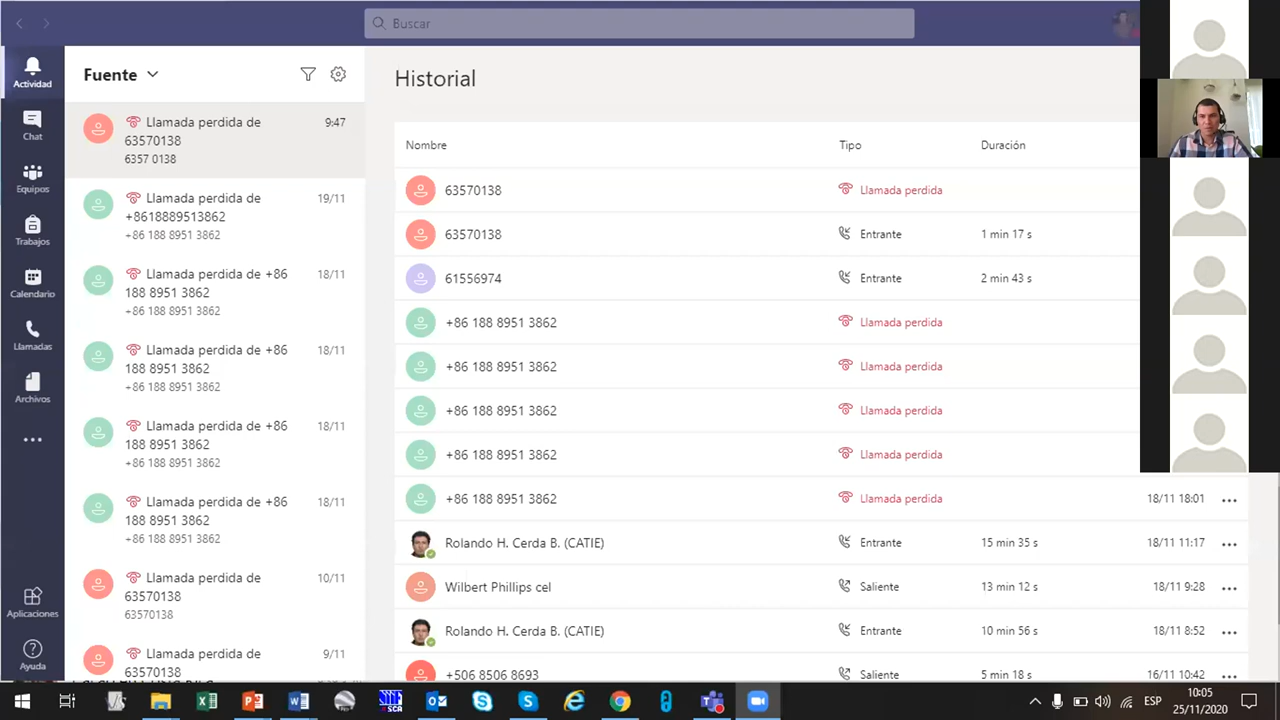 Buscar
Actividad
Chat
Equipos
Trabajos
Calendario
Llamadas
Archivos
Aplicaciones
Ayuda
Fuente
Llamada perdida de 9:47
63570138
6357 0138
Llamada perdida de 19/11
+8618889513862
+86 188 8951 3862
Llamada perdida de +86 18/11
188 8951 3862
+86 188 8951 3862
Llamada perdida de +86 18/11
188 8951 3862
+86 188 8951 3862
Llamada perdida de +86 18/11
188 8951 3862
+86 188 8951 3862
Llamada perdida de +86 18/11
188 8951 3862
+86 188 8951 3862
Llamada perdida de 10/11
63570138
63570138
Llamada perdida de 9/11
63570138
Historial
Nombre Tipo Duración
63570138 Llamada perdida
63570138 Entrante 1 min 17 s
61556974 Entrante 2 min 43 s
+86 188 8951 3862 Llamada perdida
+86 188 8951 3862 Llamada perdida
+86 188 8951 3862 Llamada perdida
+86 188 8951 3862 Llamada perdida
+86 188 8951 3862 Llamada perdida 18/11 18:01
Rolando H. Cerda B. (CATIE) Entrante 15 min 35 s 18/11 11:17
Wilbert Phillips cel Saliente 13 min 12 s 18/11 9:28
Rolando H. Cerda B. (CATIE) Entrante 10 min 56 s 18/11 8:52
+506 8506 8693 Saliente 5 min 18 s 16/11 10:42
SCA
ESP
10:05
25/11/2020